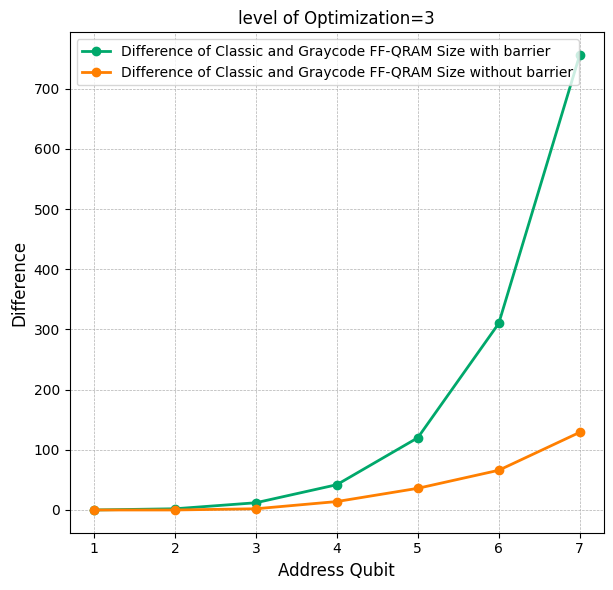 level of Optimization=3
Difference of Classic and Graycode FF-QRAM Size with barrier
Difference of Classic and Graycode FF-QRAM Size without barrier
Difference
700
600
500
400
300
200
100
0
1 2 3 4 5 6 7
Address Qubit